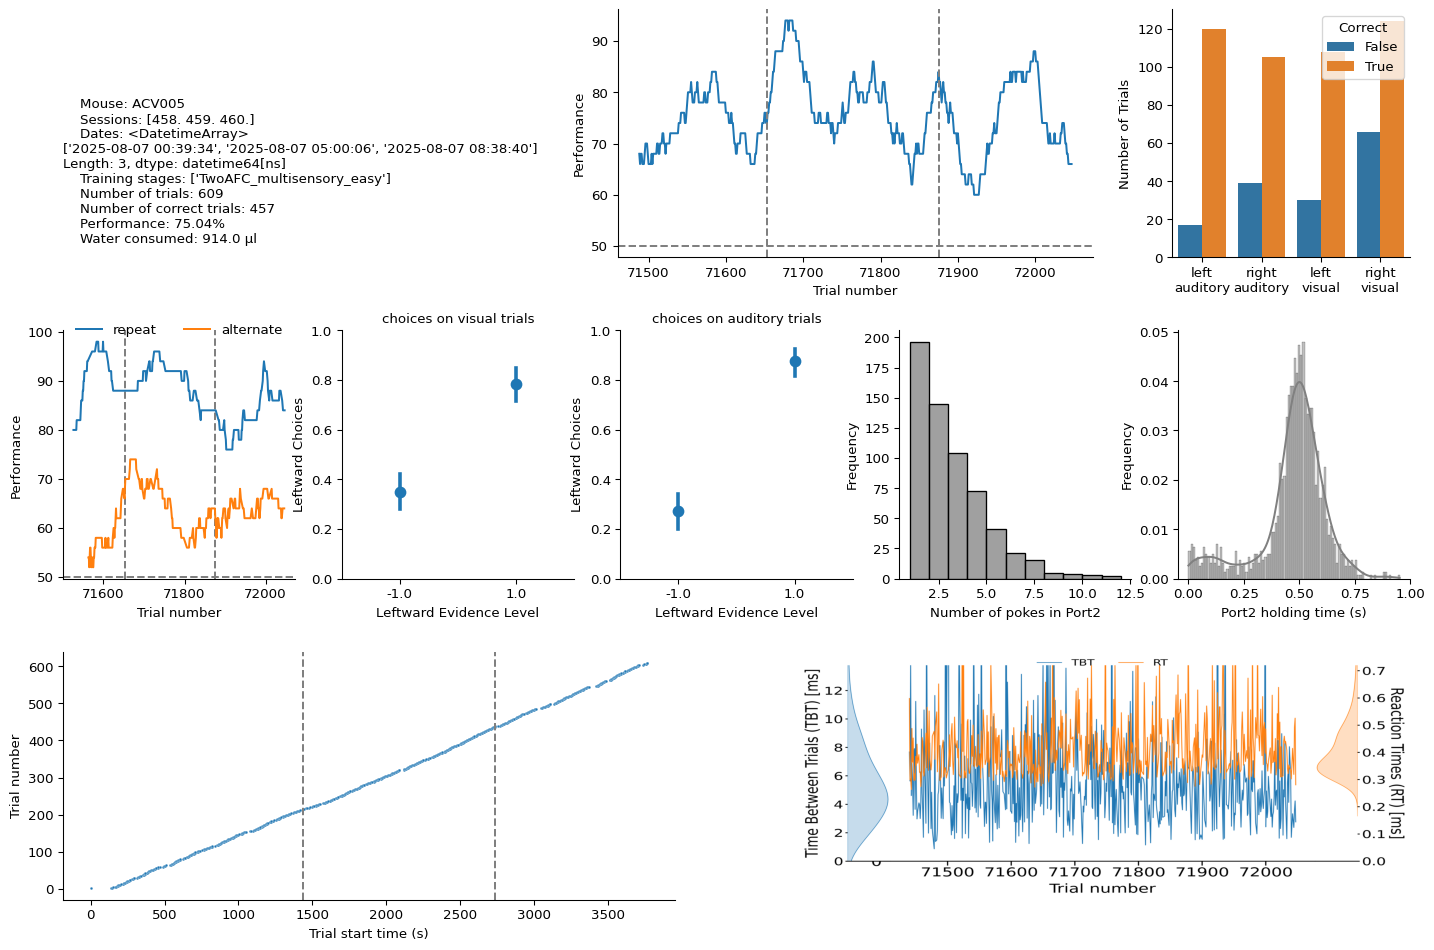 Mouse: ACV005
Sessions: [458. 459. 460.]
Dates: <DatetimeArray>
['2025-08-07 00:39:34', '2025-08-07 05:00:06', '2025-08-07 08:38:40']
Length: 3, dtype: datetime64[ns]
Training stages: ['TwoAFC_multisensory_easy']
Number of trials: 609
Number of correct trials: 457
Performance: 75.04%
Water consumed: 914.0 µl
Performance
90
80
70
60
50
71500 71600 71700 71800 71900 72000
Trial number
Number of Trials
120
100
80
60
40
20
0
Correct
False
True
left auditory
right auditory
left visual
right visual
repeat alternate
Performance
100
90
80
70
60
50
71600 71800 72000
Trial number
choices on visual trials
Leftward Choices
1.0
0.8
0.6
0.4
0.2
0.0
-1.0 1.0
Leftward Evidence Level
choices on auditory trials
Leftward Choices
1.0
0.8
0.6
0.4
0.2
0.0
-1.0 1.0
Leftward Evidence Level
Frequency
200
175
150
125
100
75
50
25
0
2.5 5.0 7.5 10.0 12.5
Number of pokes in Port2
Frequency
0.05
0.04
0.03
0.02
0.01
0.00
0.00 0.25 0.50 0.75 1.00
Port2 holding time (s)
Trial number
600
500
400
300
200
100
0
0 500 1000 1500 2000 2500 3000 3500
Trial start time (s)
TBT RT
Time Between Trials (TBT) [ms]
12
10
8
6
4
2
0
0
71500 71600 71700 71800 71900 72000
Trial number
0.7
0.6
0.5
0.4
0.3
0.2
0.1
0.0
Reaction Times (RT) [ms]